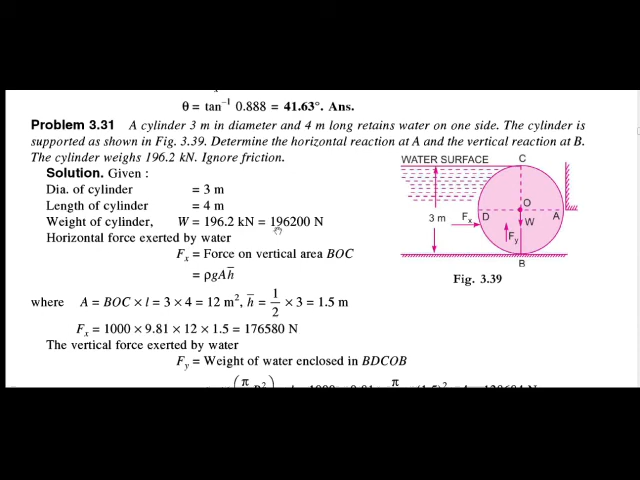 θ = tan⁻¹ 0.888 = 41.63°. Ans.
Problem 3.31 A cylinder 3 m in diameter and 4 m long retains water on one side. The cylinder is
supported as shown in Fig. 3.39. Determine the horizontal reaction at A and the vertical reaction at B.
The cylinder weighs 196.2 kN. Ignore friction.
Solution. Given :
Dia. of cylinder = 3 m
Length of cylinder = 4 m
Weight of cylinder, W = 196.2 kN = 196200 N
Horizontal force exerted by water
Fₓ = Force on vertical area BOC
= ρgAh̅
where A = BOC × l = 3 × 4 = 12 m², h̅ = 1/2 × 3 = 1.5 m
Fₓ = 1000 × 9.81 × 12 × 1.5 = 176580 N
The vertical force exerted by water
Fᵧ = Weight of water enclosed in BDCOB
WATER SURFACE
C
O
3 m
Fₓ
D
W
A
Fᵧ
B
Fig. 3.39